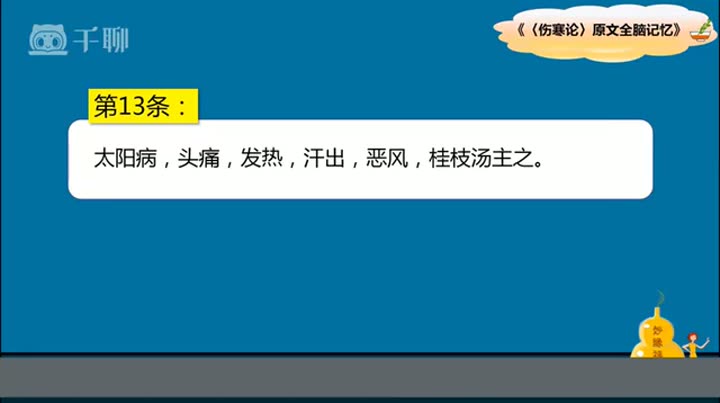 千聊
《〈伤寒论〉原文全脑记忆》
第13条：
太阳病，头痛，发热，汗出，恶风，桂枝汤主之。